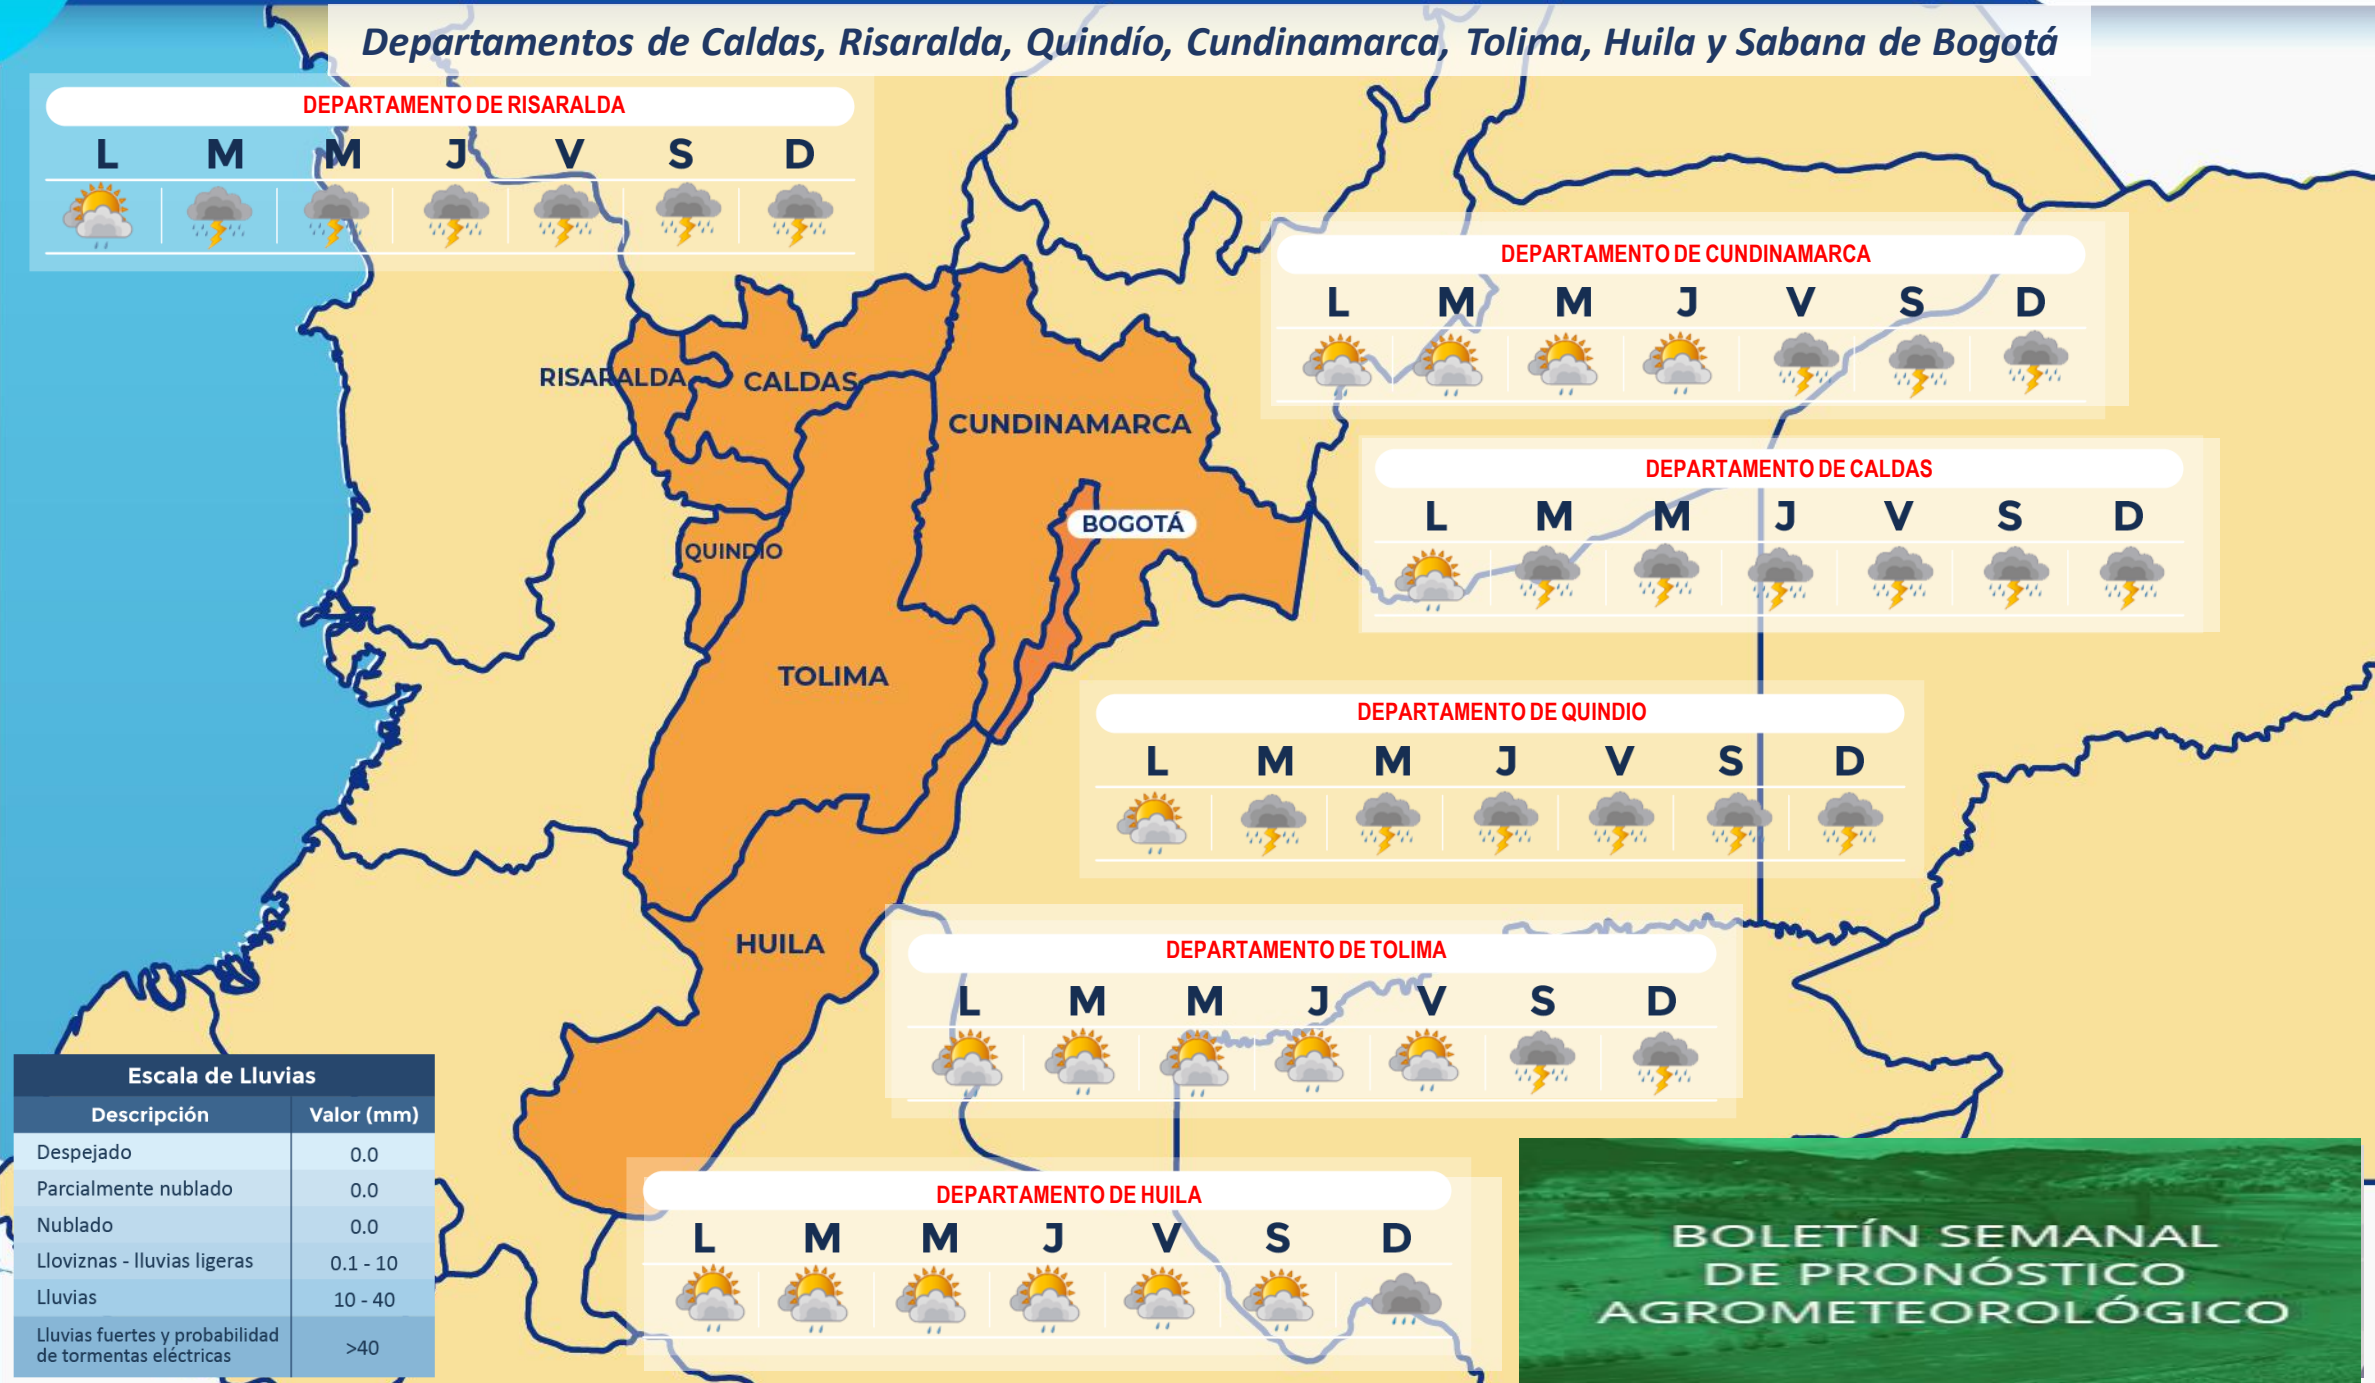 Departamentos de Caldas, Risaralda, Quindío, Cundinamarca, Tolima, Huila y Sabana de Bogotá
DEPARTAMENTO DE RISARALDA
L M M J V S D
DEPARTAMENTO DE CUNDINAMARCA
L M M J V S D
RISARALDA
CALDAS
CUNDINAMARCA
DEPARTAMENTO DE CALDAS
L M M J V S D
BOGOTÁ
QUINDIO
TOLIMA
DEPARTAMENTO DE QUINDIO
L M M J V S D
HUILA
DEPARTAMENTO DE TOLIMA
L M M J V S D
Escala de Lluvias
Descripción Valor (mm)
Despejado 0.0
Parcialmente nublado 0.0
Nublado 0.0
Lloviznas - lluvias ligeras 0.1 - 10
Lluvias 10 - 40
Lluvias fuertes y probabilidad
de tormentas eléctricas >40
DEPARTAMENTO DE HUILA
L M M J V S D
BOLETÍN SEMANAL
DE PRONÓSTICO
AGROMETEOROLÓGICO